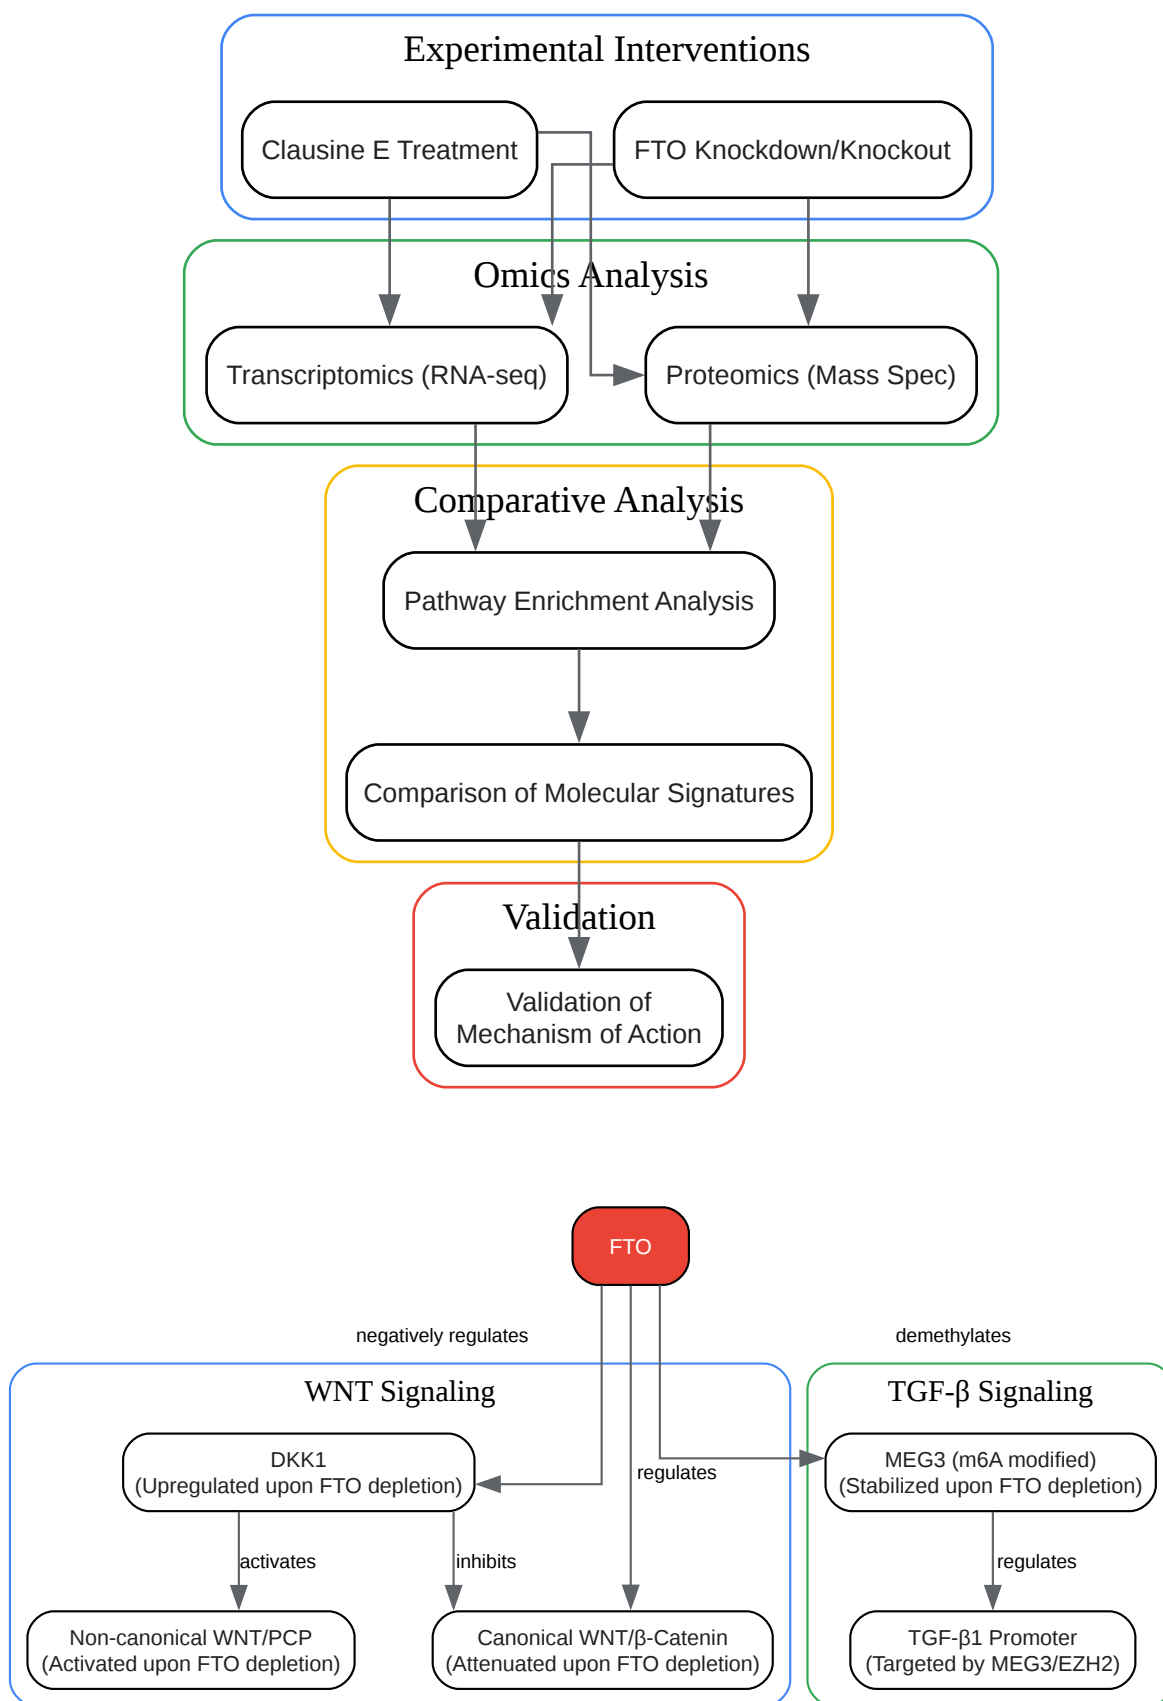 Experimental Interventions
Clausine E Treatment
FTO Knockdown/Knockout
Omics Analysis
Transcriptomics (RNA-seq)
Proteomics (Mass Spec)
Comparative Analysis
Pathway Enrichment Analysis
Comparison of Molecular Signatures
Validation
Validation of
Mechanism of Action
FTO
negatively regulates
demethylates
WNT Signaling
TGF-β Signaling
DKK1
(Upregulated upon FTO depletion)
regulates
MEG3 (m6A modified)
(Stabilized upon FTO depletion)
activates
inhibits
regulates
Non-canonical WNT/PCP
(Activated upon FTO depletion)
Canonical WNT/β-Catenin
(Attenuated upon FTO depletion)
TGF-β1 Promoter
(Targeted by MEG3/EZH2)